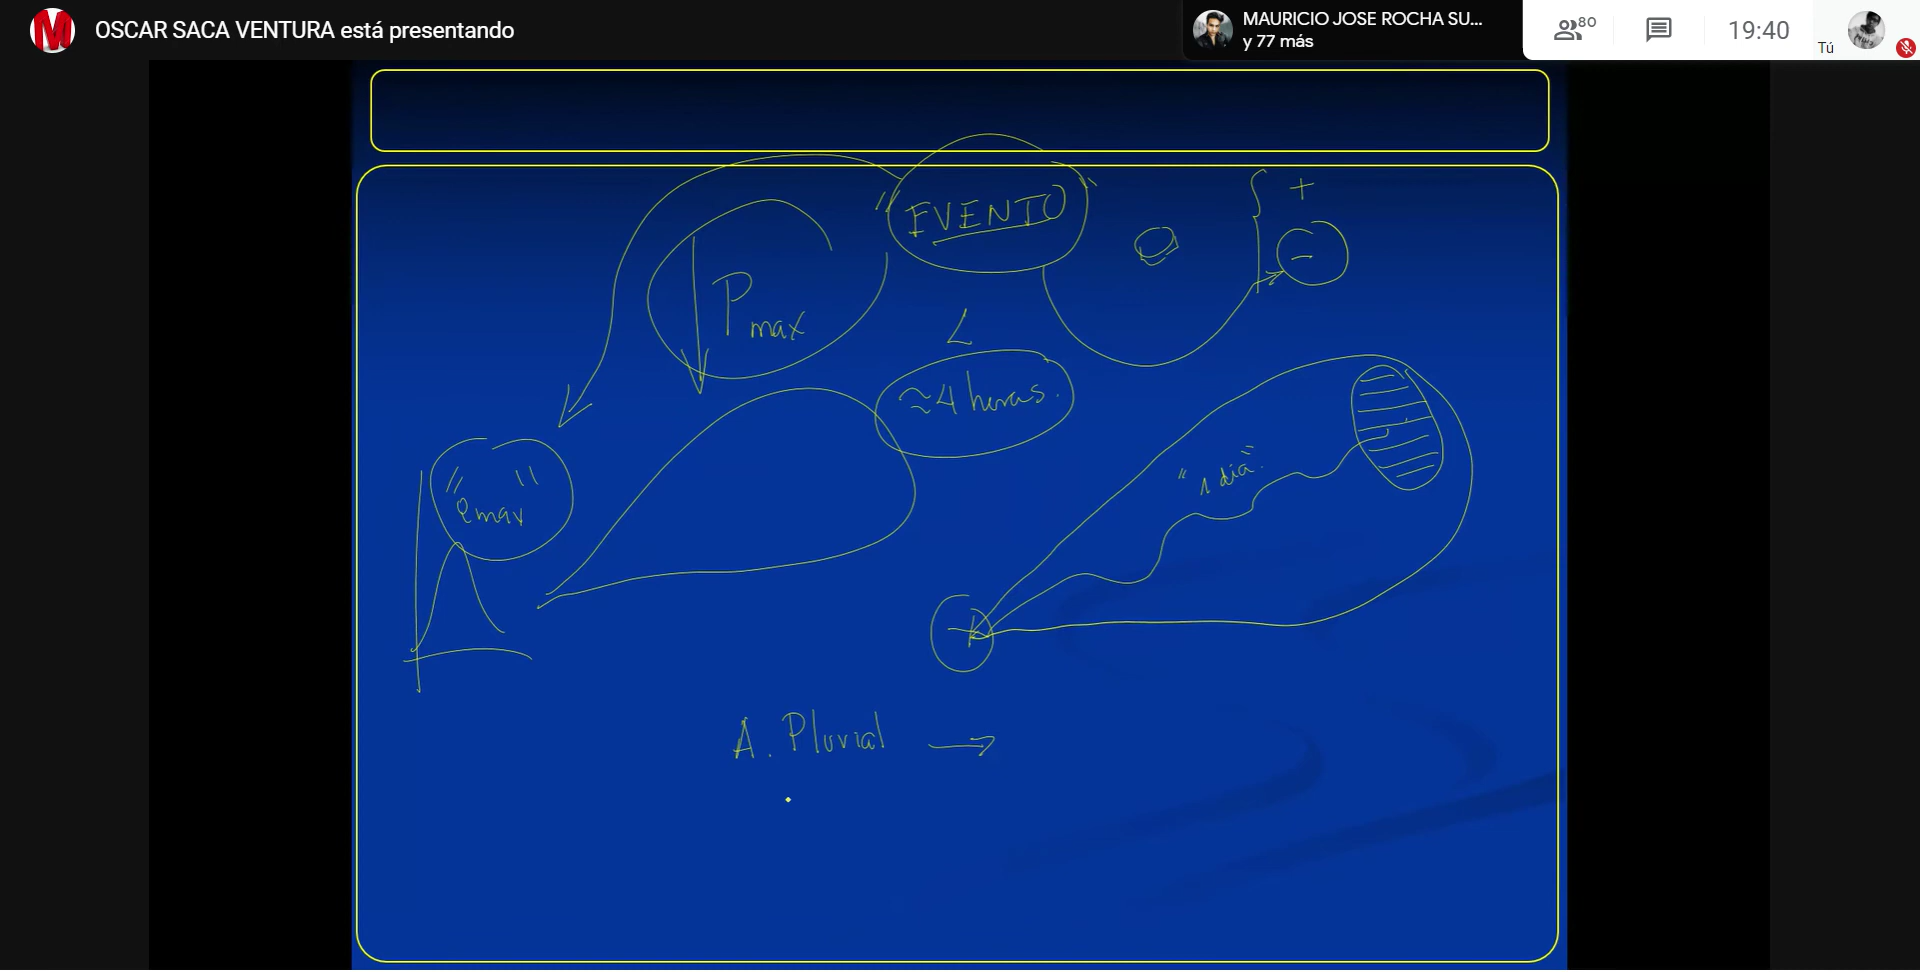 OSCAR SACA VENTURA está presentando
MAURICIO JOSE ROCHA SU...
y 77 más
80
19:40
Tú
"EVENTO"
+
-
Pmax
<
≈4 horas.
"1 día".
" "
Qmax
A. Pluvial →